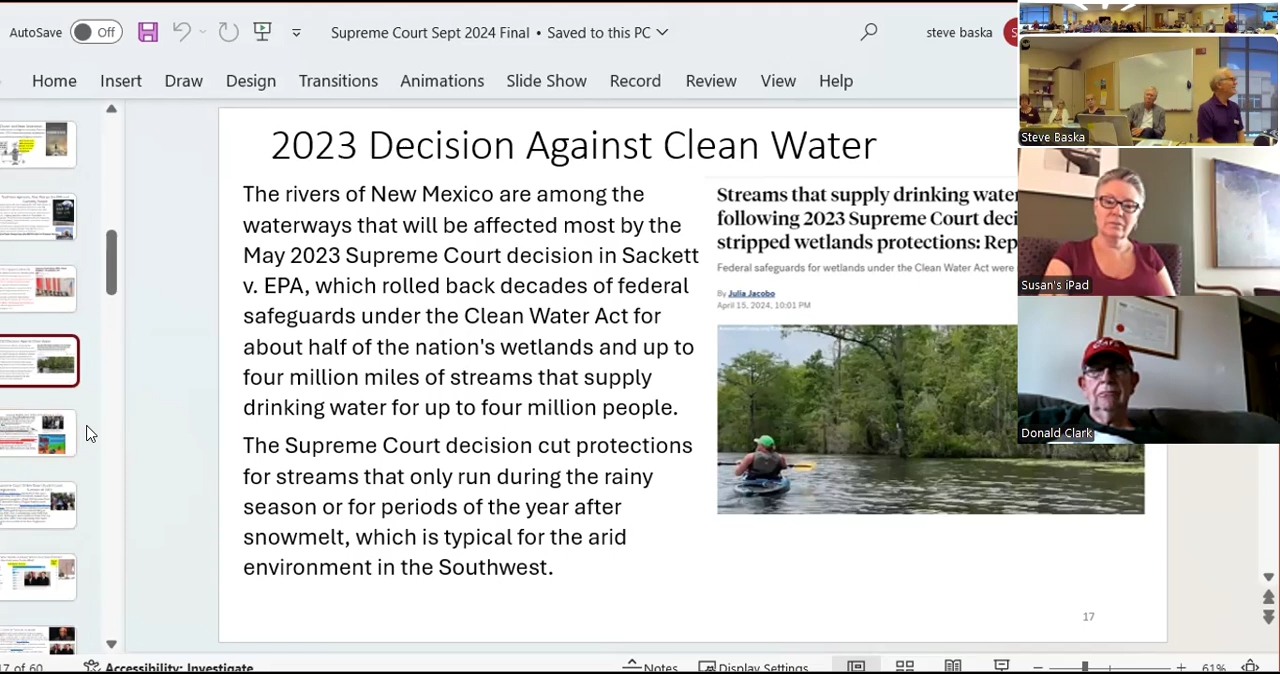 AutoSave Off Supreme Court Sept 2024 Final • Saved to this PC steve baska
Home Insert Draw Design Transitions Animations Slide Show Record Review View Help
2023 Decision Against Clean Water
The rivers of New Mexico are among the
waterways that will be affected most by the
May 2023 Supreme Court decision in Sackett
v. EPA, which rolled back decades of federal
safeguards under the Clean Water Act for
about half of the nation's wetlands and up to
four million miles of streams that supply
drinking water for up to four million people.
The Supreme Court decision cut protections
for streams that only run during the rainy
season or for periods of the year after
snowmelt, which is typical for the arid
environment in the Southwest.
Streams that supply drinking water
following 2023 Supreme Court deci
stripped wetlands protections: Rep
Federal safeguards for wetlands under the Clean Water Act were
By Julia Jacobo
April 15, 2024, 10:01 PM
17
Steve Baska
Susan's iPad
Donald Clark
17 of 60 Accessibility: Investigate Notes Display Settings 61%